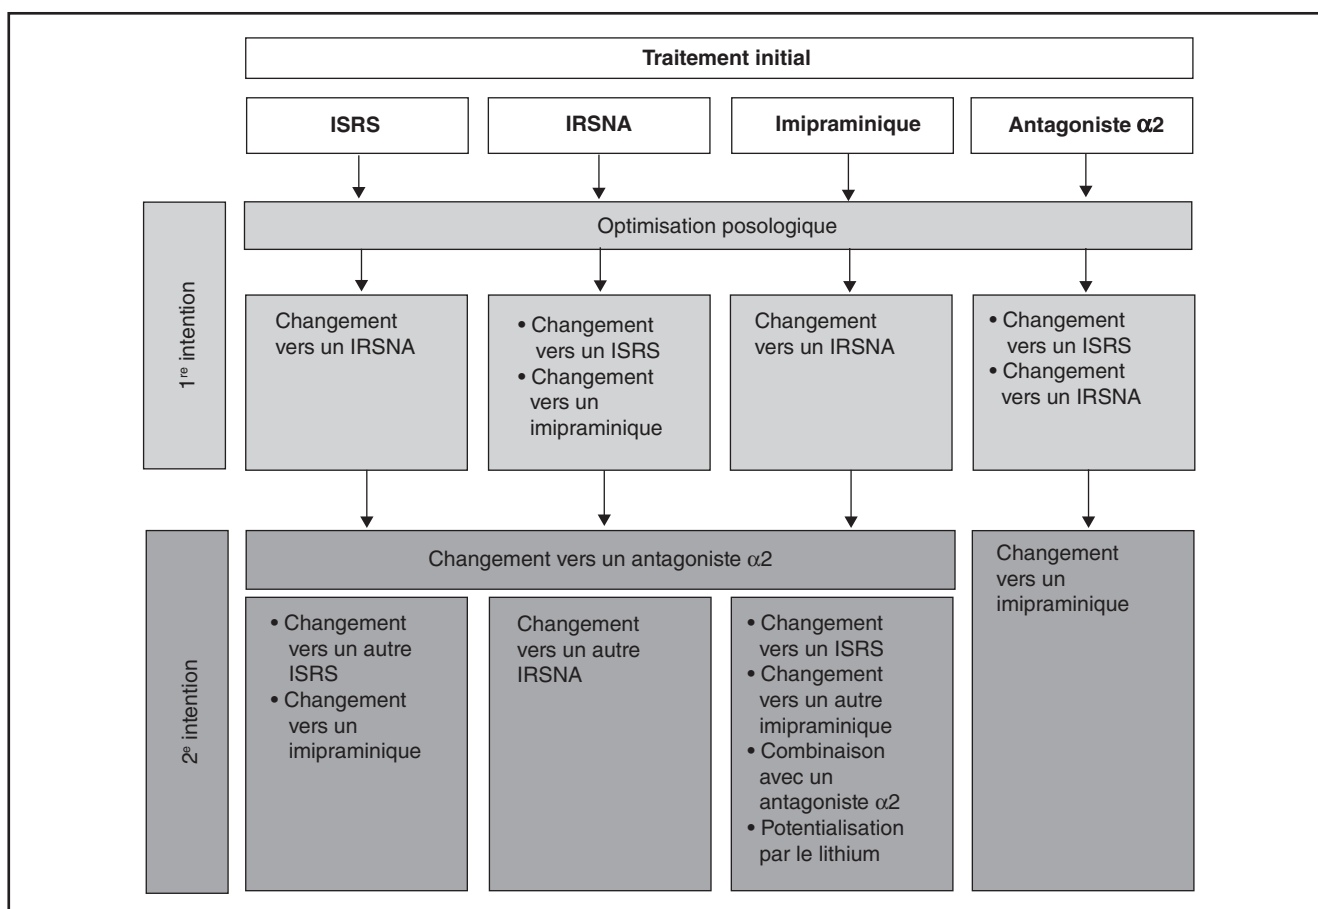 Traitement initial
ISRS
IRSNA
Imipraminique
Antagoniste α2
Optimisation posologique
1re intention
Changement
vers un IRSNA
• Changement
vers un ISRS
• Changement
vers un
imipraminique
Changement
vers un IRSNA
• Changement
vers un ISRS
• Changement
vers un IRSNA
2e intention
Changement vers un antagoniste α2
• Changement
vers un autre
ISRS
• Changement
vers un
imipraminique
Changement
vers un autre
IRSNA
• Changement
vers un ISRS
• Changement
vers un autre
imipraminique
• Combinaison
avec un
antagoniste α2
• Potentialisation
par le lithium
Changement
vers un
imipraminique